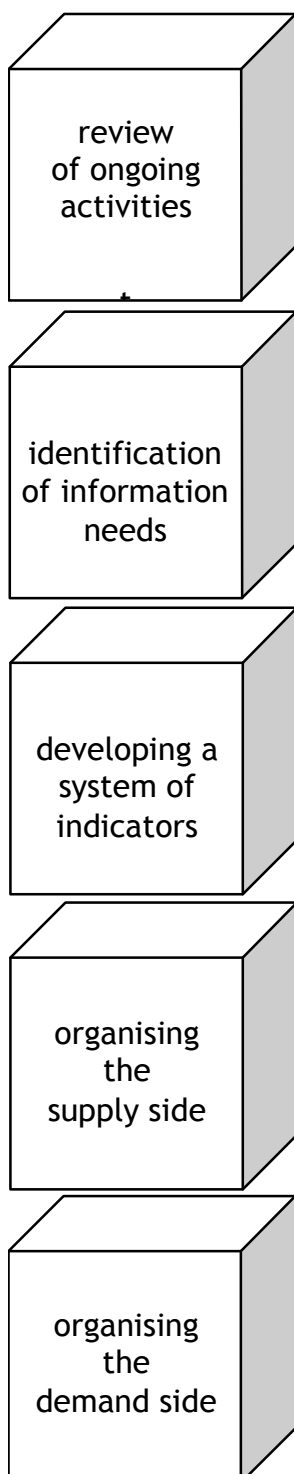 review
of ongoing
activities
identification
of information
needs
developing a
system of
indicators
organising
the
supply side
organising
the
demand side